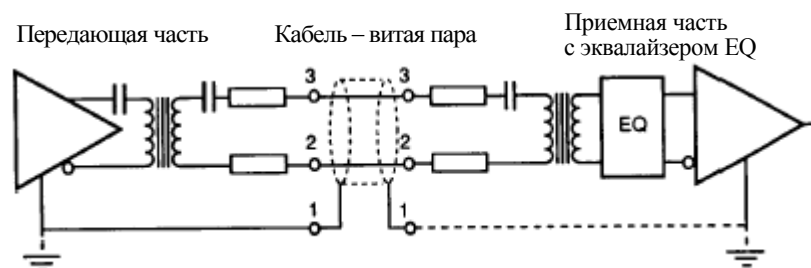 Передающая часть
Кабель – витая пара
Приемная часть
с эквалайзером EQ
3
3
2
2
1
1
EQ